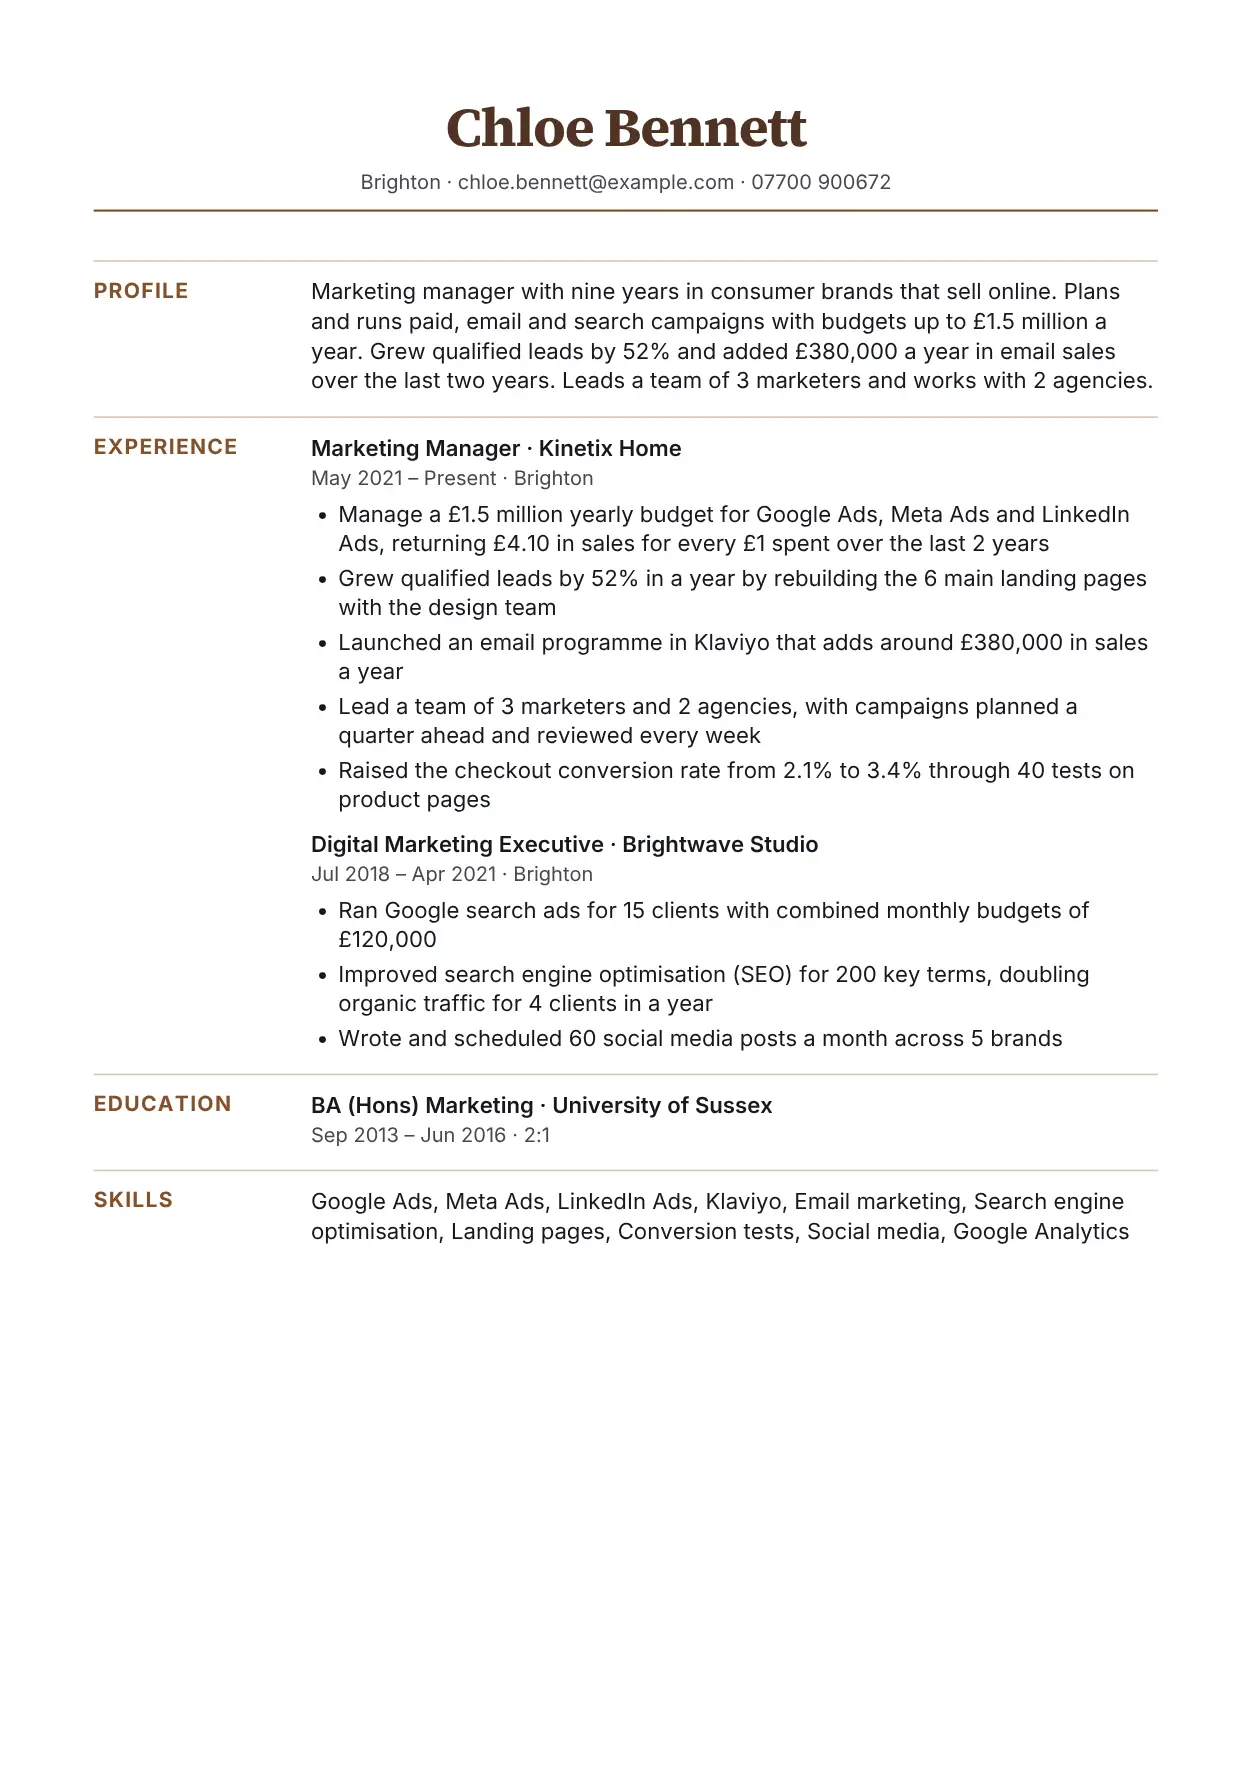 Chloe Bennett
Brighton · chloe.bennett@example.com · 07700 900672
PROFILE
Marketing manager with nine years in consumer brands that sell online. Plans
and runs paid, email and search campaigns with budgets up to £1.5 million a
year. Grew qualified leads by 52% and added £380,000 a year in email sales
over the last two years. Leads a team of 3 marketers and works with 2 agencies.
EXPERIENCE
Marketing Manager · Kinetix Home
May 2021 – Present · Brighton
• Manage a £1.5 million yearly budget for Google Ads, Meta Ads and LinkedIn
Ads, returning £4.10 in sales for every £1 spent over the last 2 years
• Grew qualified leads by 52% in a year by rebuilding the 6 main landing pages
with the design team
• Launched an email programme in Klaviyo that adds around £380,000 in sales
a year
• Lead a team of 3 marketers and 2 agencies, with campaigns planned a
quarter ahead and reviewed every week
• Raised the checkout conversion rate from 2.1% to 3.4% through 40 tests on
product pages
Digital Marketing Executive · Brightwave Studio
Jul 2018 – Apr 2021 · Brighton
• Ran Google search ads for 15 clients with combined monthly budgets of
£120,000
• Improved search engine optimisation (SEO) for 200 key terms, doubling
organic traffic for 4 clients in a year
• Wrote and scheduled 60 social media posts a month across 5 brands
EDUCATION
BA (Hons) Marketing · University of Sussex
Sep 2013 – Jun 2016 · 2:1
SKILLS
Google Ads, Meta Ads, LinkedIn Ads, Klaviyo, Email marketing, Search engine
optimisation, Landing pages, Conversion tests, Social media, Google Analytics